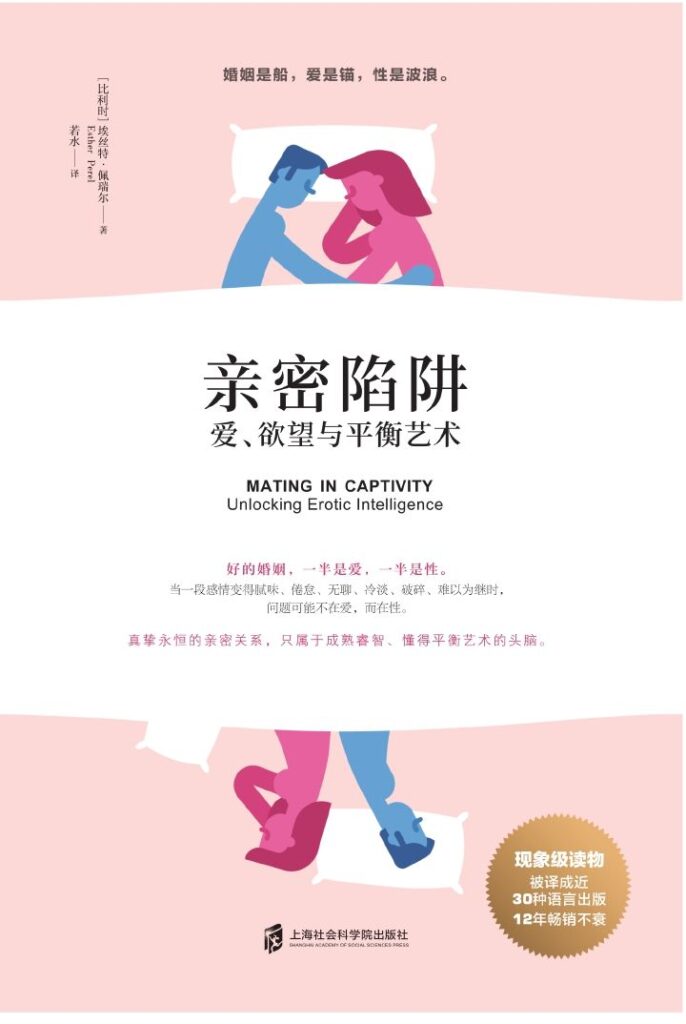 婚姻是船，爱是锚，性是波浪。
［比利时］埃丝特·佩瑞尔——著
Esther Perel
若水——译
亲密陷阱
爱、欲望与平衡艺术
MATING IN CAPTIVITY
Unlocking Erotic Intelligence
好的婚姻，一半是爱，一半是性。
当一段感情变得腻味、倦怠、无聊、冷淡、破碎、难以为继时，
问题可能不在爱，而在性。
真挚永恒的亲密关系，只属于成熟睿智、懂得平衡艺术的头脑。
现象级读物
被译成近
30种语言出版
12年畅销不衰
上海社会科学院出版社
SHANGHAI ACADEMY OF SOCIAL SCIENCES PRESS